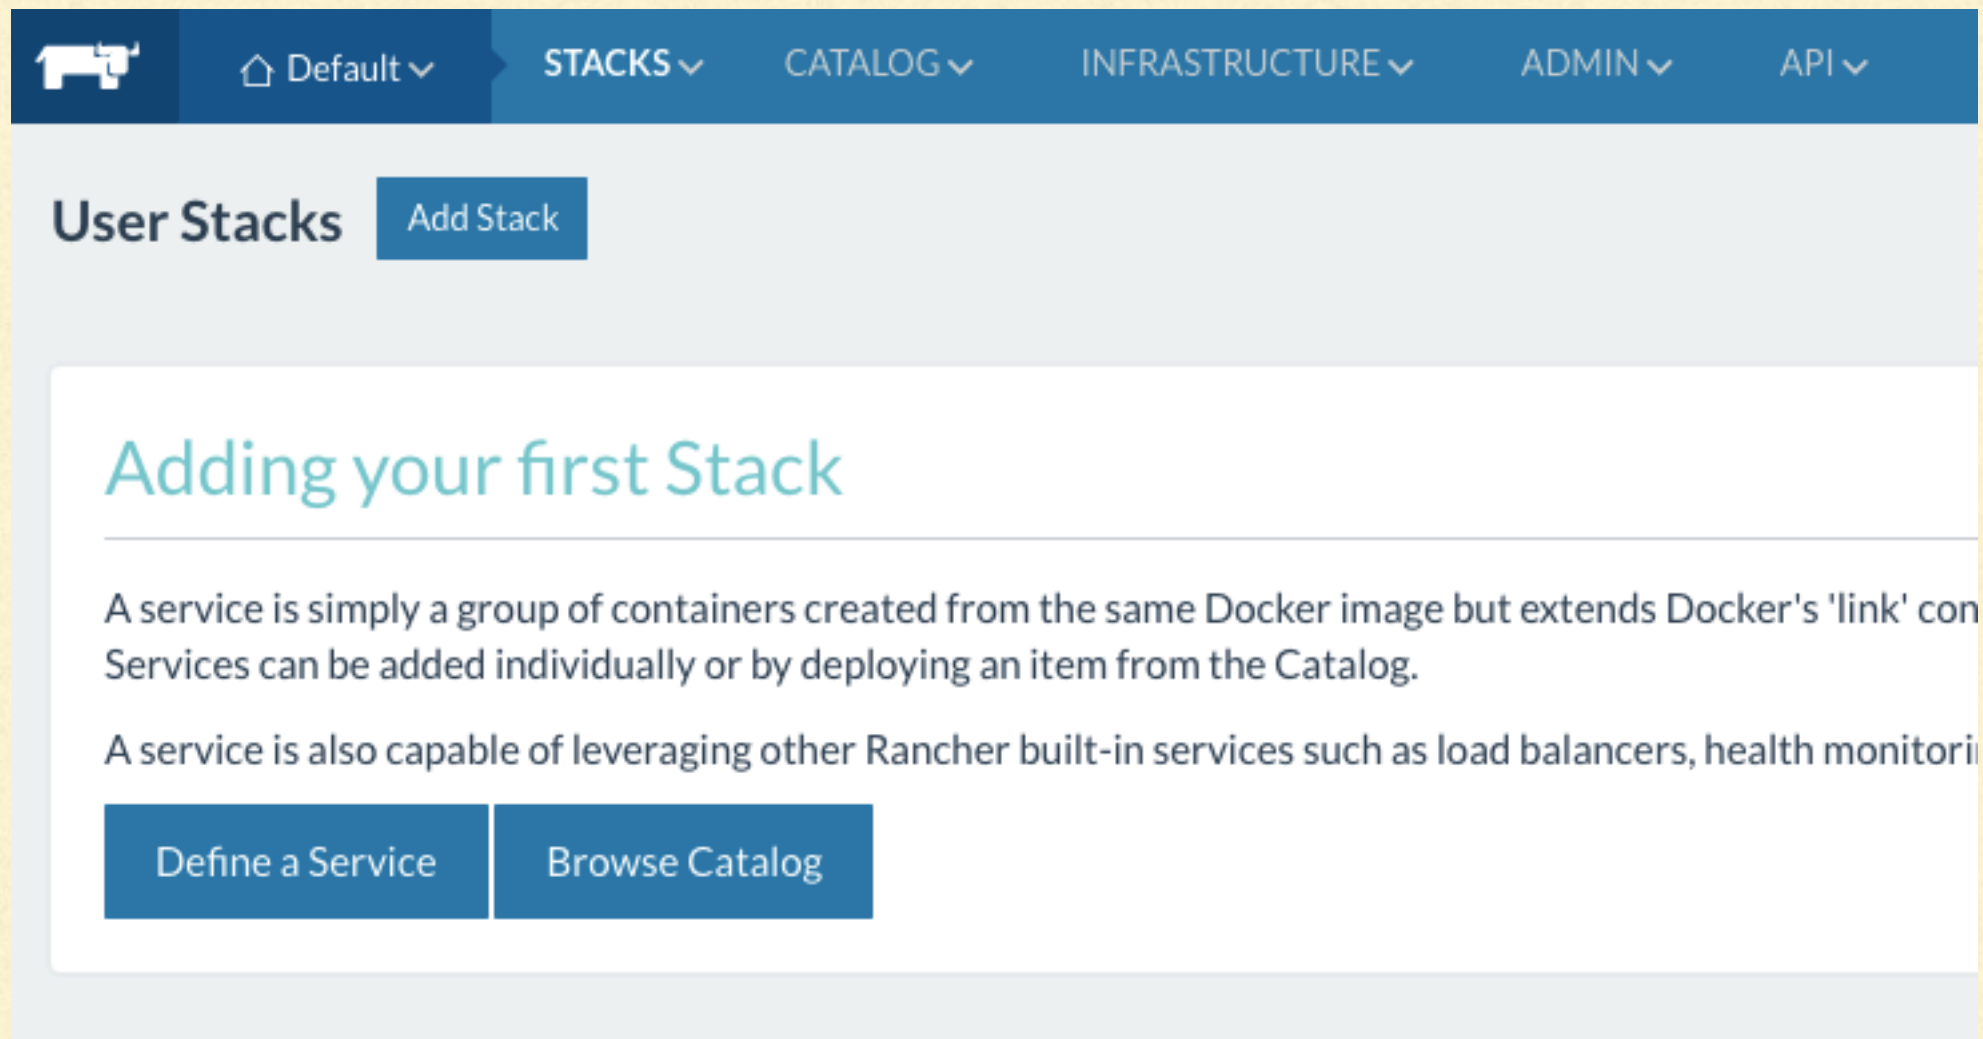 Default STACKS CATALOG INFRASTRUCTURE ADMIN API
User Stacks Add Stack
Adding your first Stack
A service is simply a group of containers created from the same Docker image but extends Docker's 'link' con
Services can be added individually or by deploying an item from the Catalog.
A service is also capable of leveraging other Rancher built-in services such as load balancers, health monitori
Define a Service Browse Catalog